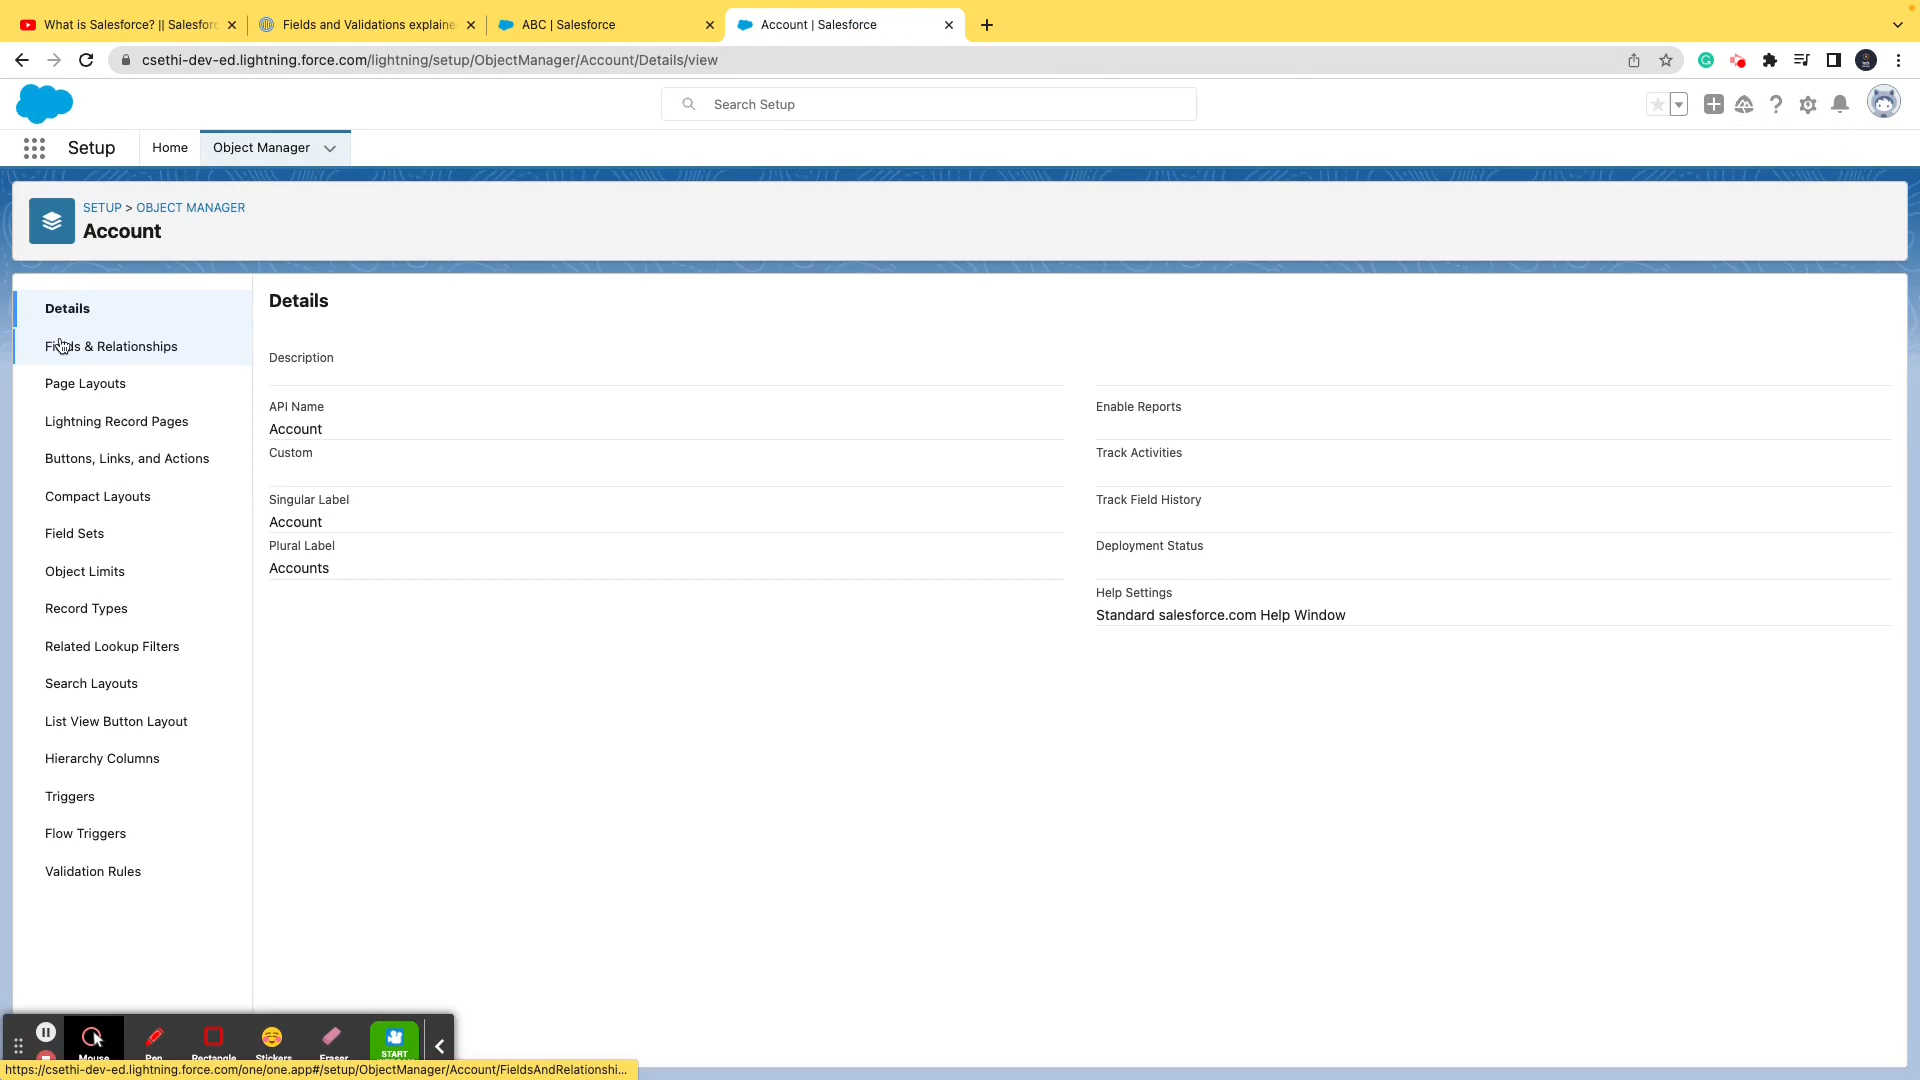 What is Salesforce? || Salesforc
Fields and Validations explaine
ABC | Salesforce
Account | Salesforce
csethi-dev-ed.lightning.force.com/lightning/setup/ObjectManager/Account/Details/view
Search Setup
Setup
Home
Object Manager
SETUP > OBJECT MANAGER
Account
Details
Fields & Relationships
Page Layouts
Lightning Record Pages
Buttons, Links, and Actions
Compact Layouts
Field Sets
Object Limits
Record Types
Related Lookup Filters
Search Layouts
List View Button Layout
Hierarchy Columns
Triggers
Flow Triggers
Validation Rules
Details
Description
API Name
Account
Custom
Singular Label
Account
Plural Label
Accounts
Enable Reports
Track Activities
Track Field History
Deployment Status
Help Settings
Standard salesforce.com Help Window
Mouse
Pen
Rectangle
Stickers
Eraser
START
https://csethi-dev-ed.lightning.force.com/one/one.app#/setup/ObjectManager/Account/FieldsAndRelationshi...